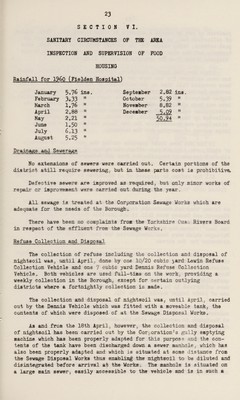 23
SECTION VI.
SANITARY CIRCUMSTANCES OF THE AREA
INSPECTION AND SUPERVISION OF FOOD
HOUSING
Rainfall for 1960 (Fielden Hospital)
January 5.76 ins. September 2.82 ins.
February 3.33 " October 5.39 "
March 1.76 " November 8.82 "
April 2.88 " December 5.09 "
May 2.21 " 50.94 "
June 1.50 "
July 6.13 "
August 5.25 "
Drainage and Sewerage
No extensions of sewers were carried out. Certain portions of the
district still require sewering, but in these parts cost is prohibitive.
Defective sewers are improved as required, but only minor works of
repair or improvement were carried out during the year.
All sewage is treated at the Corporation Sewage Works which are
adequate for the needs of the Borough.
There have been no complaints from the Yorkshire Ouse Rivers Board
in respect of the effluent from the Sewage Works.
Refuse Collection and Disposal
The collection of refuse including the collection and disposal of
nightsoil was, until April, done by one 10/20 cubic yard Lewin Refuse
Collection Vehicle and one 7 cubic yard Dennis Refuse Collection
Vehicle. Both vehicles are used full-time on the work, providing a
weekly collection in the Borough, except for certain outlying
districts where a fortnightly collection is made.
The collection and disposal of nightsoil was, until April, carried
out by the Dennis Vehicle which was fitted with a moveable tank, the
contents of which were disposed of at the Sewage Disposal Works.
As and from the 18th April, however, the collection and disposal
of nightsoil has been carried out by the Corporation's gully emptying
machine which has been properly adapted for this purpose and the con-
tents of the tank have been discharged down a sewer manhole, which has
also been properly adapted and which is situated at some distance from
the Sewage Disposal Works thus enabling the nightsoil to be diluted and
disintegrated before arrival at the Works. The manhole is situated on
a large main sewer, easily accessible to the vehicle and is in such a